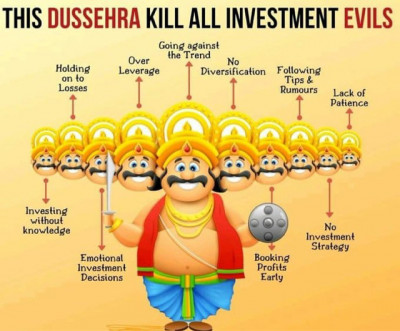 THIS DUSSEHRA KILL ALL INVESTMENT EVILS
Holding
on to
Losses
Over
Leverage
Going against
the Trend
No
Diversification
Following
Tips &
Rumours
Lack of
Patience
Investing
without
knowledge
Emotional
Investment
Decisions
Booking
Profits
Early
No
Investment
Strategy